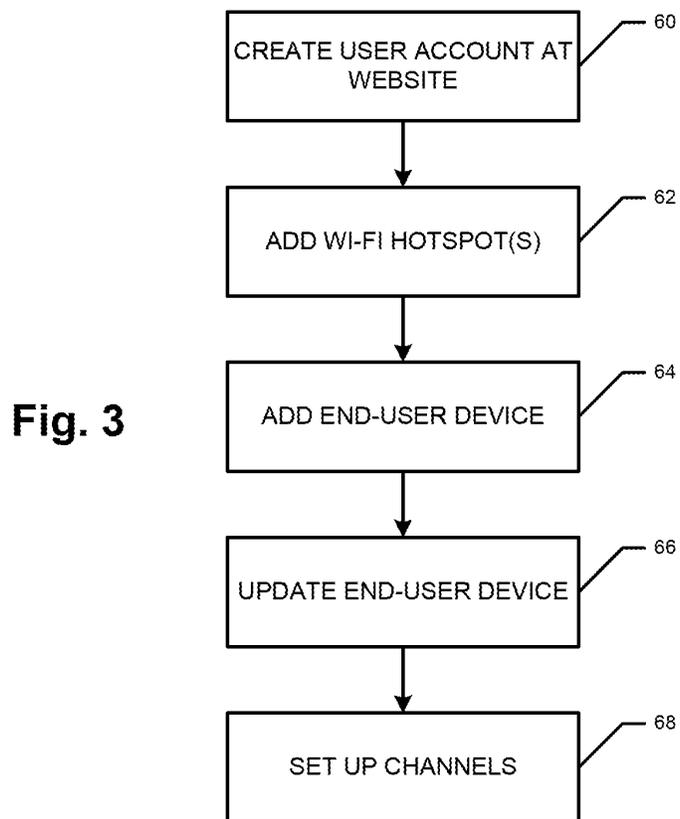 60
CREATE USER ACCOUNT AT
WEBSITE
62
ADD WI-FI HOTSPOT(S)
64
ADD END-USER DEVICE
Fig. 3
66
UPDATE END-USER DEVICE
68
SET UP CHANNELS